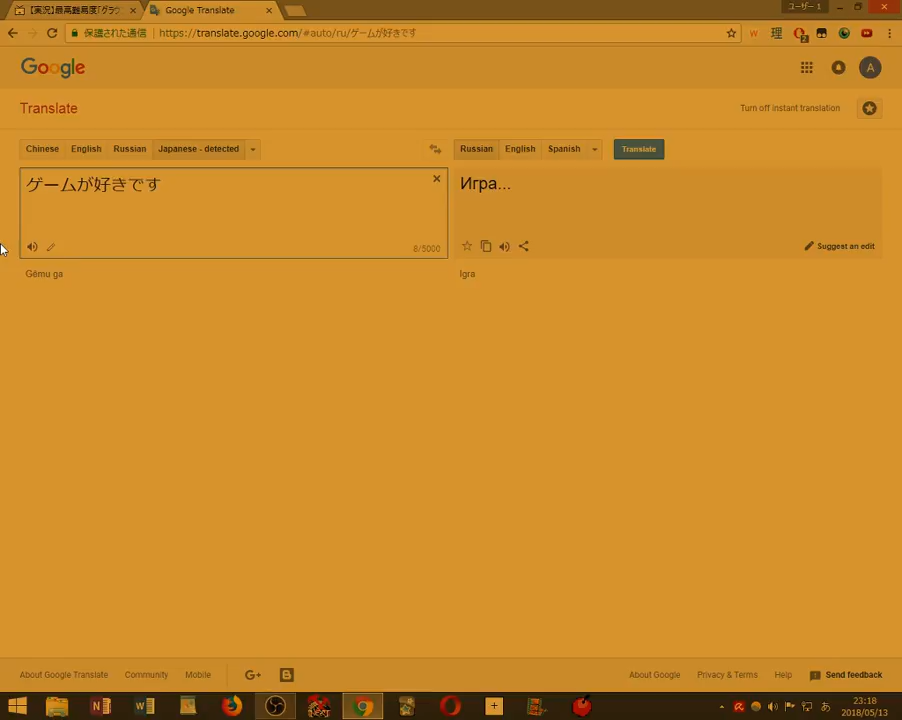 【実況】最高難易度「グラウ
Google Translate
ユーザー 1
保護された通信
https://translate.google.com/#auto/ru/ゲームが好きです
Google
A
Translate
Turn off instant translation
Chinese English Russian Japanese - detected
Russian English Spanish Translate
ゲームが好きです
Игра...
8/5000
Suggest an edit
Gēmu ga
Igra
About Google Translate Community Mobile
About Google Privacy & Terms Help Send feedback
23:18
2018/05/13